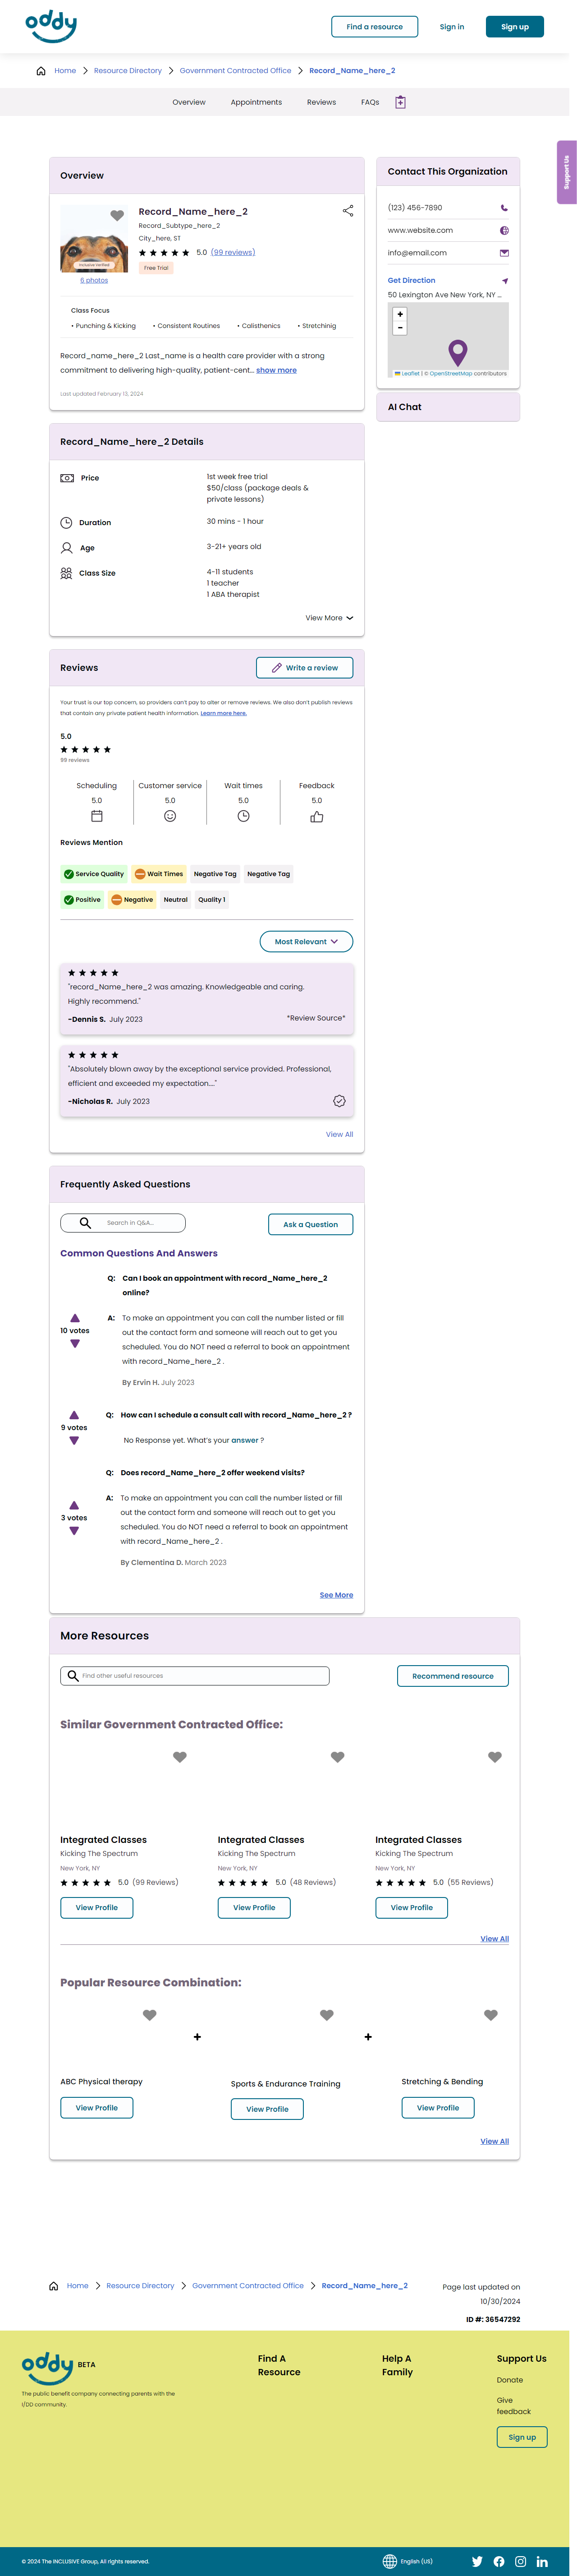 oddy
Find a resource
Sign in
Sign up
Home
Resource Directory
Government Contracted Office
Record_Name_here_2
Overview
Appointments
Reviews
FAQs
Support Us
Overview
Record_Name_here_2
Record_Subtype_here_2
City_here, ST
5.0 (99 reviews)
Free Trial
Inclusive Verified
6 photos
Class Focus
• Punching & Kicking
• Consistent Routines
• Calisthenics
• Stretchinig
Record_name_here_2 Last_name is a health care provider with a strong
commitment to delivering high-quality, patient-cent... show more
Last updated February 13, 2024
Contact This Organization
(123) 456-7890
www.website.com
info@email.com
Get Direction
50 Lexington Ave New York, NY ...
+
-
Leaflet | © OpenStreetMap contributors
AI Chat
Record_Name_here_2 Details
Price
1st week free trial
$50/class (package deals &
private lessons)
Duration
30 mins - 1 hour
Age
3-21+ years old
Class Size
4-11 students
1 teacher
1 ABA therapist
View More
Reviews
Write a review
Your trust is our top concern, so providers can't pay to alter or remove reviews. We also don't publish reviews
that contain any private patient health information. Learn more here.
5.0
99 reviews
Scheduling
5.0
Customer service
5.0
Wait times
5.0
Feedback
5.0
Reviews Mention
Service Quality
Wait Times
Negative Tag
Negative Tag
Positive
Negative
Neutral
Quality 1
Most Relevant
"record_Name_here_2 was amazing. Knowledgeable and caring.
Highly recommend."
-Dennis S. July 2023
*Review Source*
"Absolutely blown away by the exceptional service provided. Professional,
efficient and exceeded my expectation...."
-Nicholas R. July 2023
View All
Frequently Asked Questions
Search in Q&A...
Ask a Question
Common Questions And Answers
Q: Can I book an appointment with record_Name_here_2
online?
10 votes
A: To make an appointment you can call the number listed or fill
out the contact form and someone will reach out to get you
scheduled. You do NOT need a referral to book an appointment
with record_Name_here_2 .
By Ervin H. July 2023
9 votes
Q: How can I schedule a consult call with record_Name_here_2 ?
No Response yet. What's your answer ?
Q: Does record_Name_here_2 offer weekend visits?
3 votes
A: To make an appointment you can call the number listed or fill
out the contact form and someone will reach out to get you
scheduled. You do NOT need a referral to book an appointment
with record_Name_here_2 .
By Clementina D. March 2023
See More
More Resources
Find other useful resources
Recommend resource
Similar Government Contracted Office:
Integrated Classes
Kicking The Spectrum
New York, NY
5.0 (99 Reviews)
View Profile
Integrated Classes
Kicking The Spectrum
New York, NY
5.0 (48 Reviews)
View Profile
Integrated Classes
Kicking The Spectrum
New York, NY
5.0 (55 Reviews)
View Profile
View All
Popular Resource Combination:
+
+
ABC Physical therapy
View Profile
Sports & Endurance Training
View Profile
Stretching & Bending
View Profile
View All
Home
Resource Directory
Government Contracted Office
Record_Name_here_2
Page last updated on
10/30/2024
ID #: 36547292
oddy BETA
The public benefit company connecting parents with the
I/DD community.
Find A
Resource
Help A
Family
Support Us
Donate
Give
feedback
Sign up
© 2024 The INCLUSIVE Group, All rights reserved.
English (US)